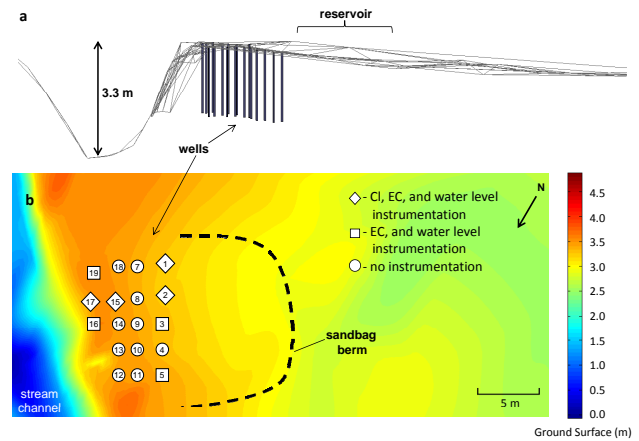 a
reservoir
3.3 m
wells
b
N
- Cl, EC, and water level
instrumentation
- EC, and water level
instrumentation
- no instrumentation
19 18 7 1
17 15 8 2
16 14 9 3
13 10 4
12 11 5
sandbag
berm
stream
channel
5 m
4.5
4.0
3.5
3.0
2.5
2.0
1.5
1.0
0.5
0.0
Ground Surface (m)